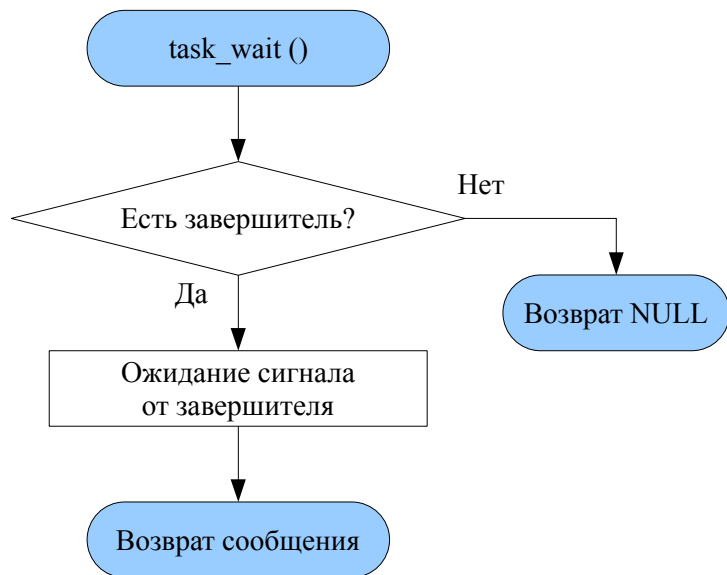 task_wait ()
Нет
Есть завершитель?
Да
Возврат NULL
Ожидание сигнала
от завершителя
Возврат сообщения